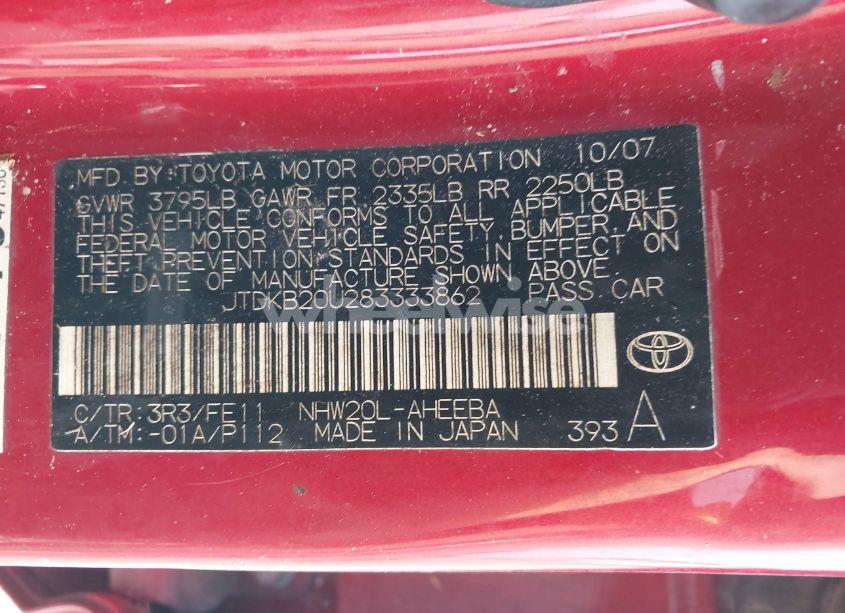 MFD BY:TOYOTA MOTOR CORPORATION 10/07
GVWR 3795LB GAWR FR 2335LB RR 2250LB
THIS VEHICLE CONFORMS TO ALL APPLICABLE
FEDERAL MOTOR VEHICLE SAFETY, BUMPER, AND
THEFT PREVENTION STANDARDS IN EFFECT ON
THE DATE OF MANUFACTURE SHOWN ABOVE.
JTDKB20U283333862 PASS CAR
wheelwise
C/TR:3R3/FE11 NHW20L-AHEEBA
A/TM:-01A/P112 MADE IN JAPAN 393 A